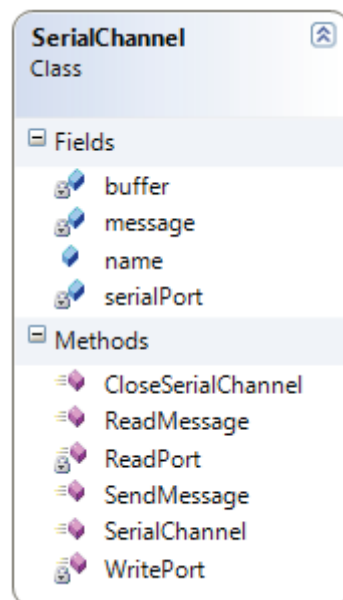 SerialChannel
Class
Fields
buffer
message
name
serialPort
Methods
CloseSerialChannel
ReadMessage
ReadPort
SendMessage
SerialChannel
WritePort